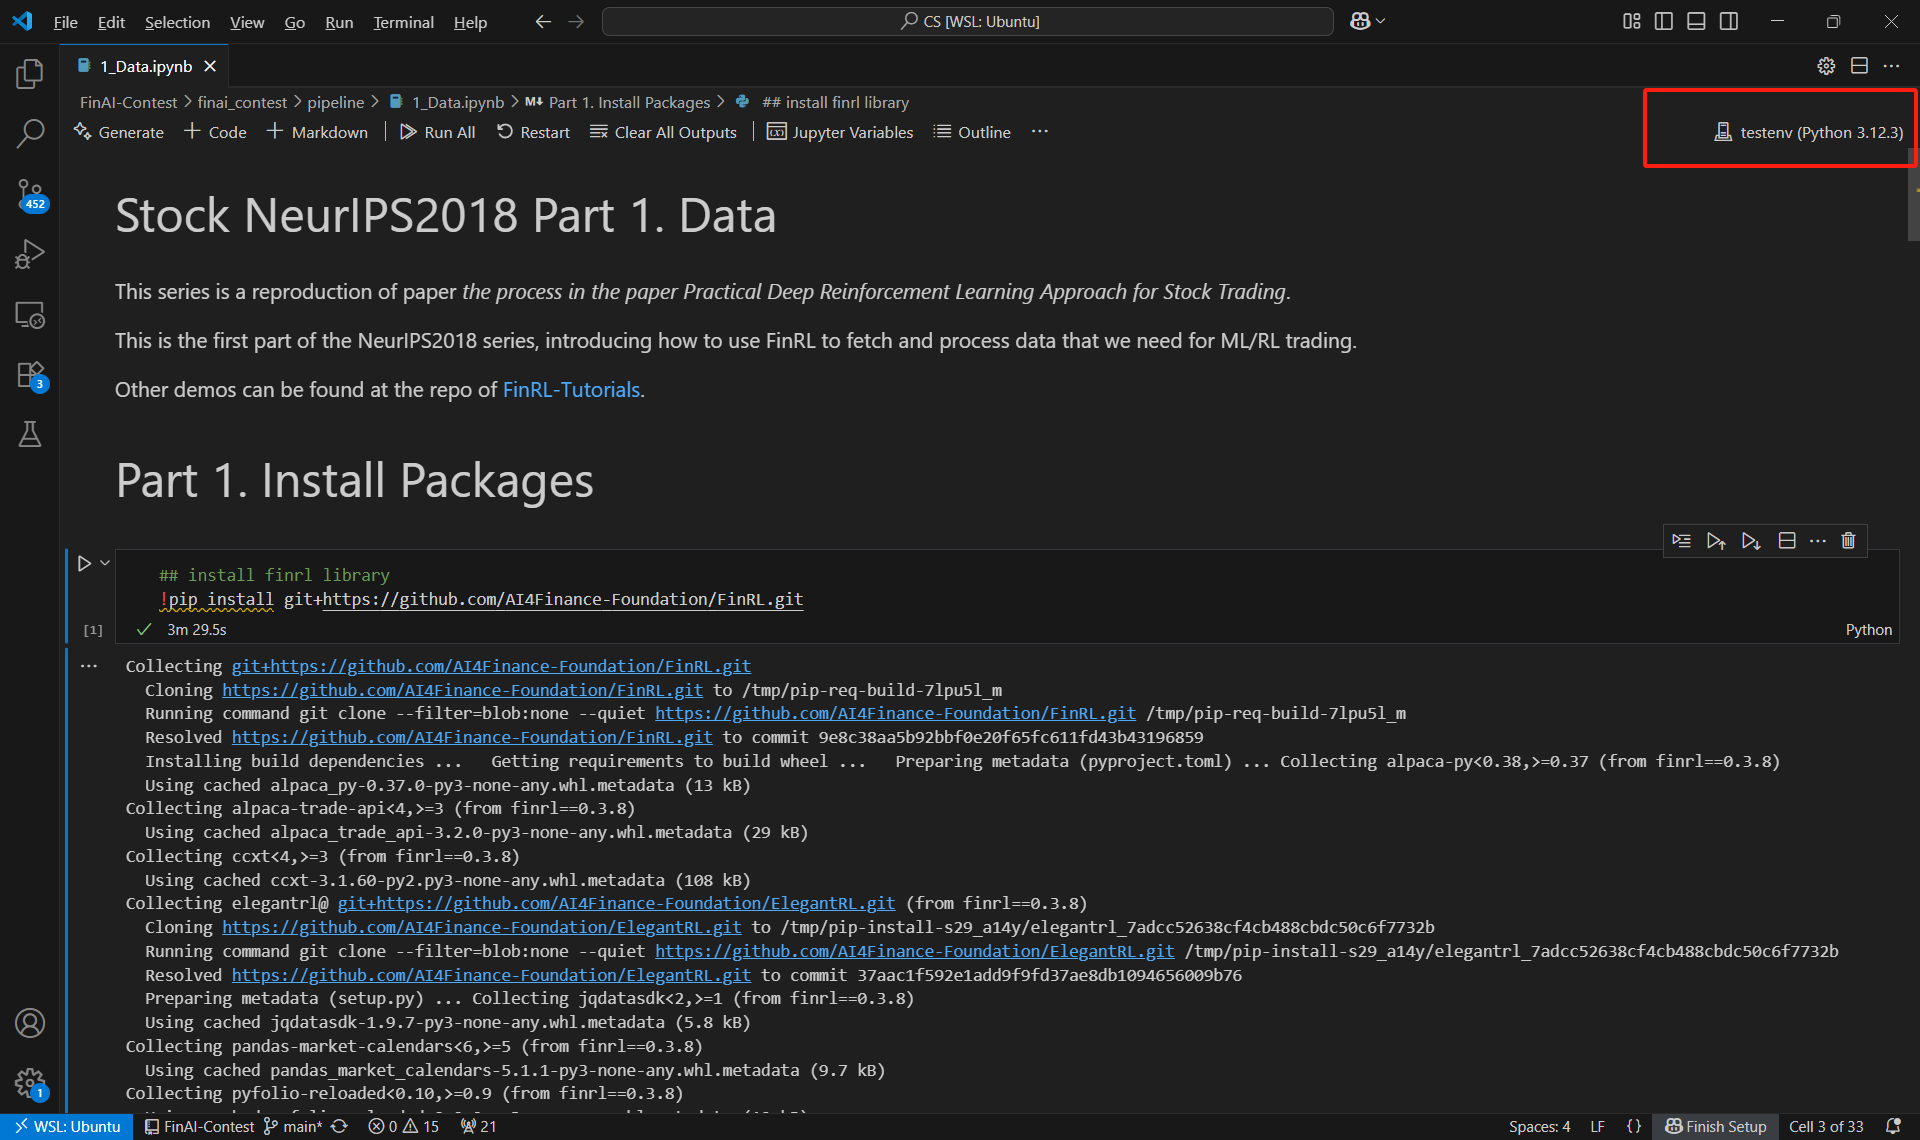 File Edit Selection View Go Run Terminal Help
CS [WSL: Ubuntu]
1_Data.ipynb
FinAI-Contest > finai_contest > pipeline > 1_Data.ipynb > M↓ Part 1. Install Packages > ## install finrl library
Generate + Code + Markdown | Run All Restart Clear All Outputs | Jupyter Variables Outline ···
testenv (Python 3.12.3)
452
3
Stock NeurIPS2018 Part 1. Data
This series is a reproduction of paper the process in the paper Practical Deep Reinforcement Learning Approach for Stock Trading.
This is the first part of the NeurIPS2018 series, introducing how to use FinRL to fetch and process data that we need for ML/RL trading.
Other demos can be found at the repo of FinRL-Tutorials.
Part 1. Install Packages
## install finrl library
!pip install git+https://github.com/AI4Finance-Foundation/FinRL.git
[1] 3m 29.5s Python
Collecting git+https://github.com/AI4Finance-Foundation/FinRL.git
Cloning https://github.com/AI4Finance-Foundation/FinRL.git to /tmp/pip-req-build-7lpu5l_m
Running command git clone --filter=blob:none --quiet https://github.com/AI4Finance-Foundation/FinRL.git /tmp/pip-req-build-7lpu5l_m
Resolved https://github.com/AI4Finance-Foundation/FinRL.git to commit 9e8c38aa5b92bbf0e20f65fc611fd43b43196859
Installing build dependencies ... Getting requirements to build wheel ... Preparing metadata (pyproject.toml) ... Collecting alpaca-py<0.38,>=0.37 (from finrl==0.3.8)
Using cached alpaca_py-0.37.0-py3-none-any.whl.metadata (13 kB)
Collecting alpaca-trade-api<4,>=3 (from finrl==0.3.8)
Using cached alpaca_trade_api-3.2.0-py3-none-any.whl.metadata (29 kB)
Collecting ccxt<4,>=3 (from finrl==0.3.8)
Using cached ccxt-3.1.60-py2.py3-none-any.whl.metadata (108 kB)
Collecting elegantrl@ git+https://github.com/AI4Finance-Foundation/ElegantRL.git (from finrl==0.3.8)
Cloning https://github.com/AI4Finance-Foundation/ElegantRL.git to /tmp/pip-install-s29_a14y/elegantrl_7adcc52638cf4cb488cbdc50c6f7732b
Running command git clone --filter=blob:none --quiet https://github.com/AI4Finance-Foundation/ElegantRL.git /tmp/pip-install-s29_a14y/elegantrl_7adcc52638cf4cb488cbdc50c6f7732b
Resolved https://github.com/AI4Finance-Foundation/ElegantRL.git to commit 37aac1f592e1add9f9fd37ae8db1094656009b76
Preparing metadata (setup.py) ... Collecting jqdatasdk<2,>=1 (from finrl==0.3.8)
Using cached jqdatasdk-1.9.7-py3-none-any.whl.metadata (5.8 kB)
Collecting pandas-market-calendars<6,>=5 (from finrl==0.3.8)
Using cached pandas_market_calendars-5.1.1-py3-none-any.whl.metadata (9.7 kB)
Collecting pyfolio-reloaded<0.10,>=0.9 (from finrl==0.3.8)
1
WSL: Ubuntu FinAI-Contest main* 0 15 21 Spaces: 4 LF {} Finish Setup Cell 3 of 33